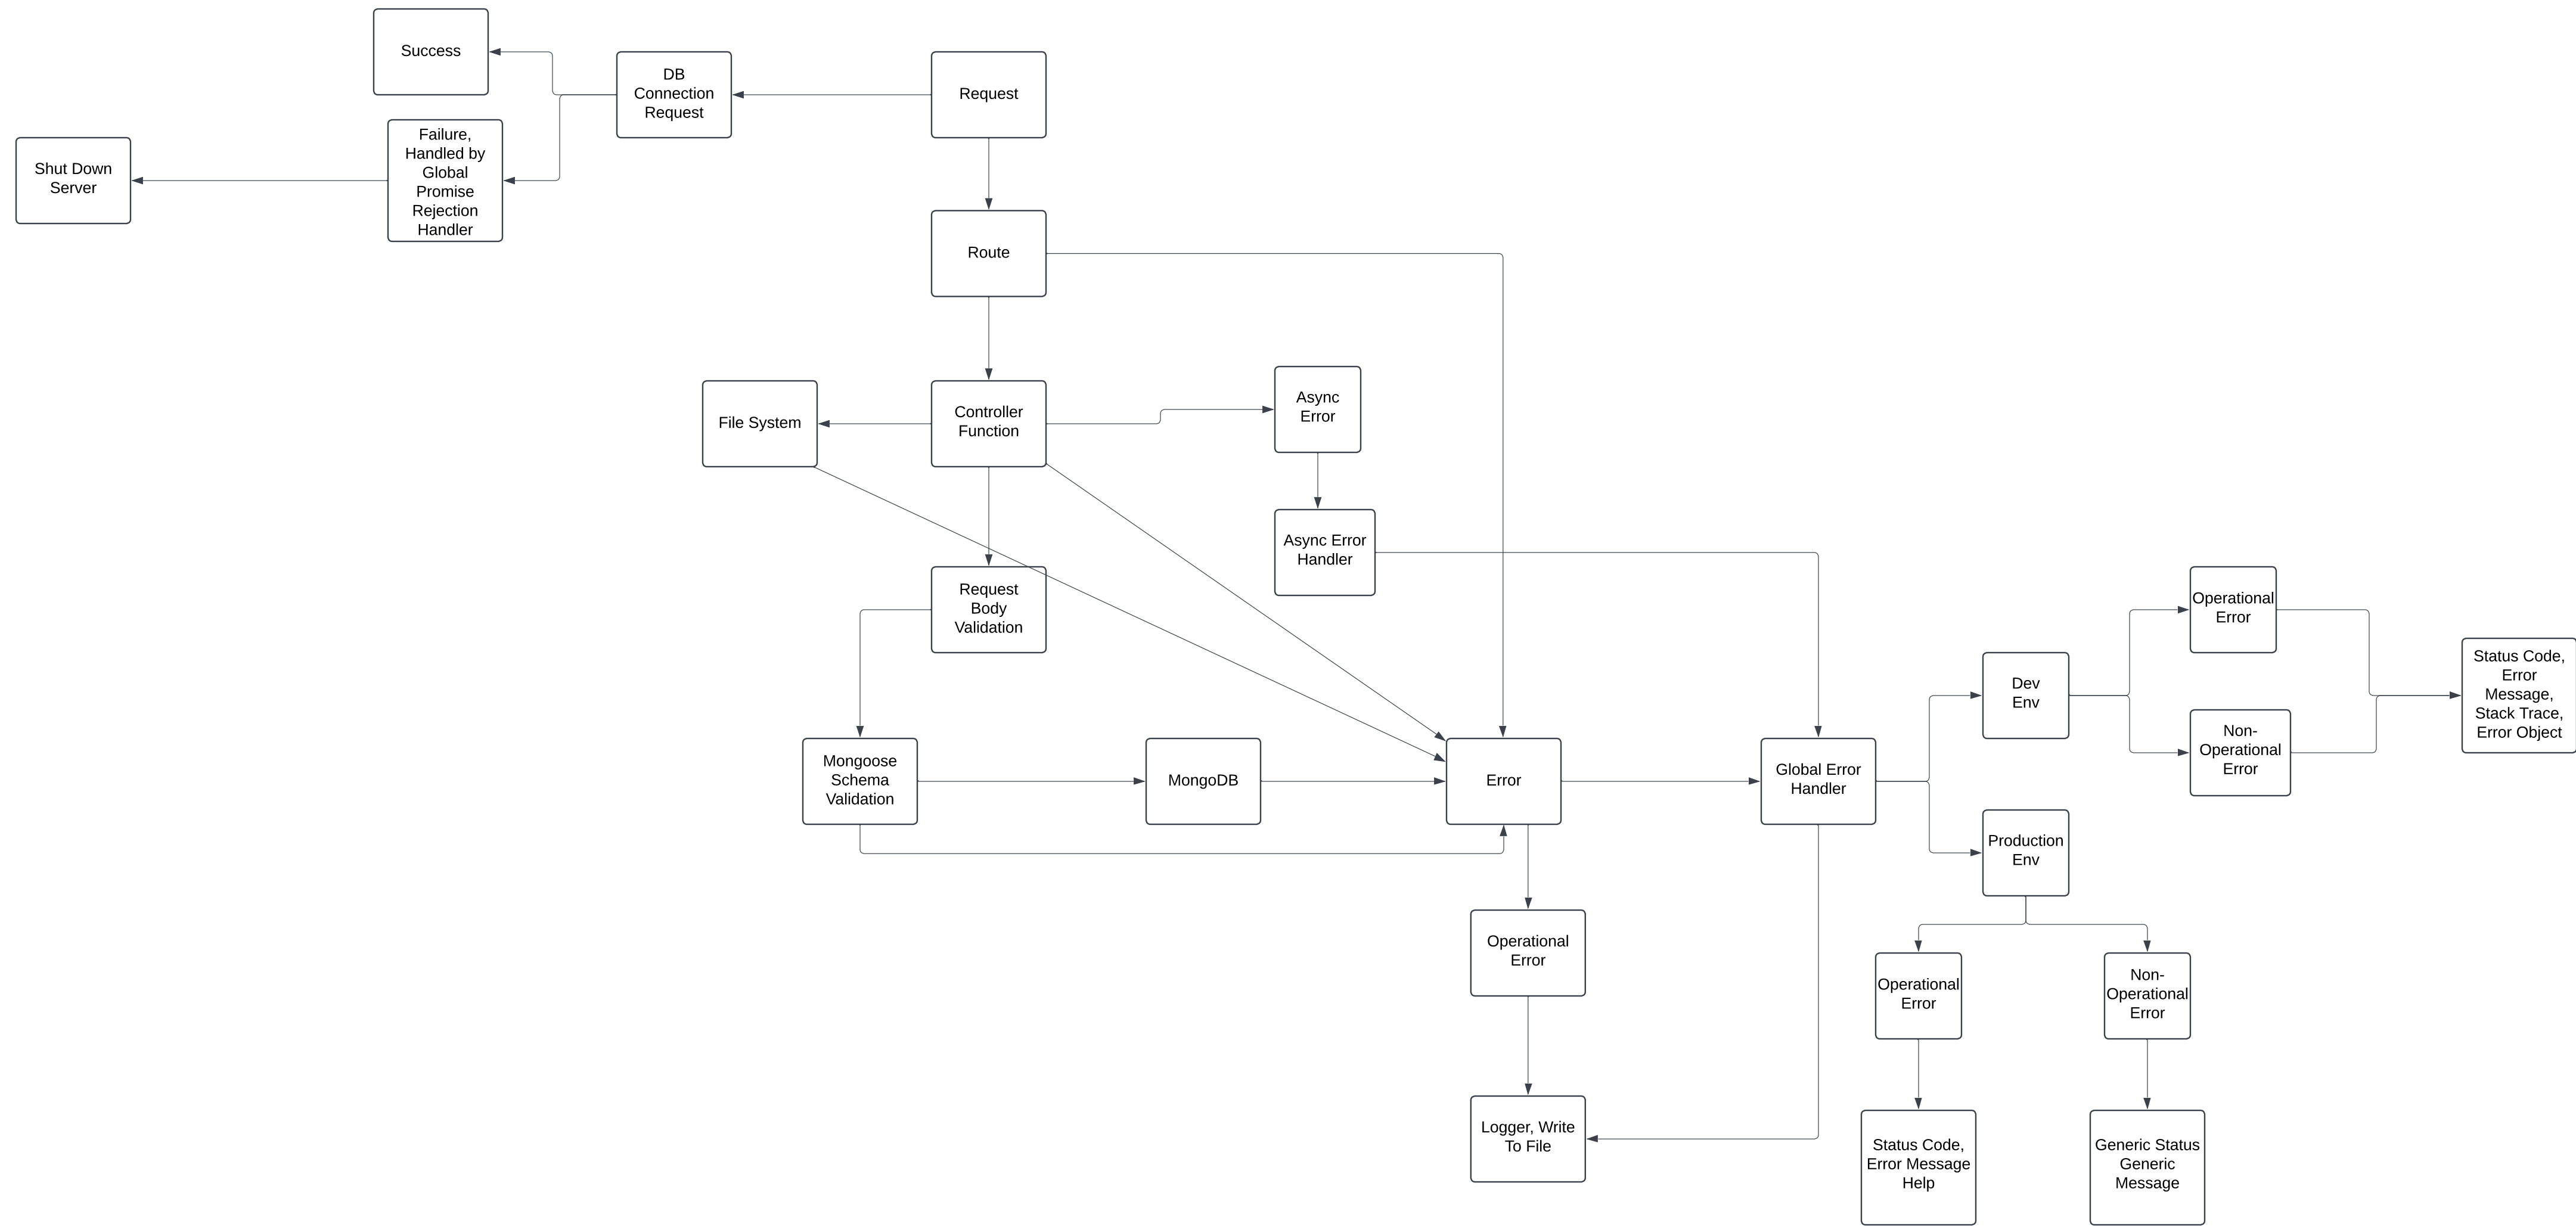 Success
DB
Connection
Request
Request
Failure,
Handled by
Global
Promise
Rejection
Handler
Shut Down
Server
Route
File System
Controller
Function
Async
Error
Async Error
Handler
Request
Body
Validation
Operational
Error
Dev
Env
Status Code,
Error
Message,
Stack Trace,
Error Object
Non-
Operational
Error
Mongoose
Schema
Validation
MongoDB
Error
Global Error
Handler
Production
Env
Operational
Error
Operational
Error
Non-
Operational
Error
Logger, Write
To File
Status Code,
Error Message
Help
Generic Status
Generic
Message